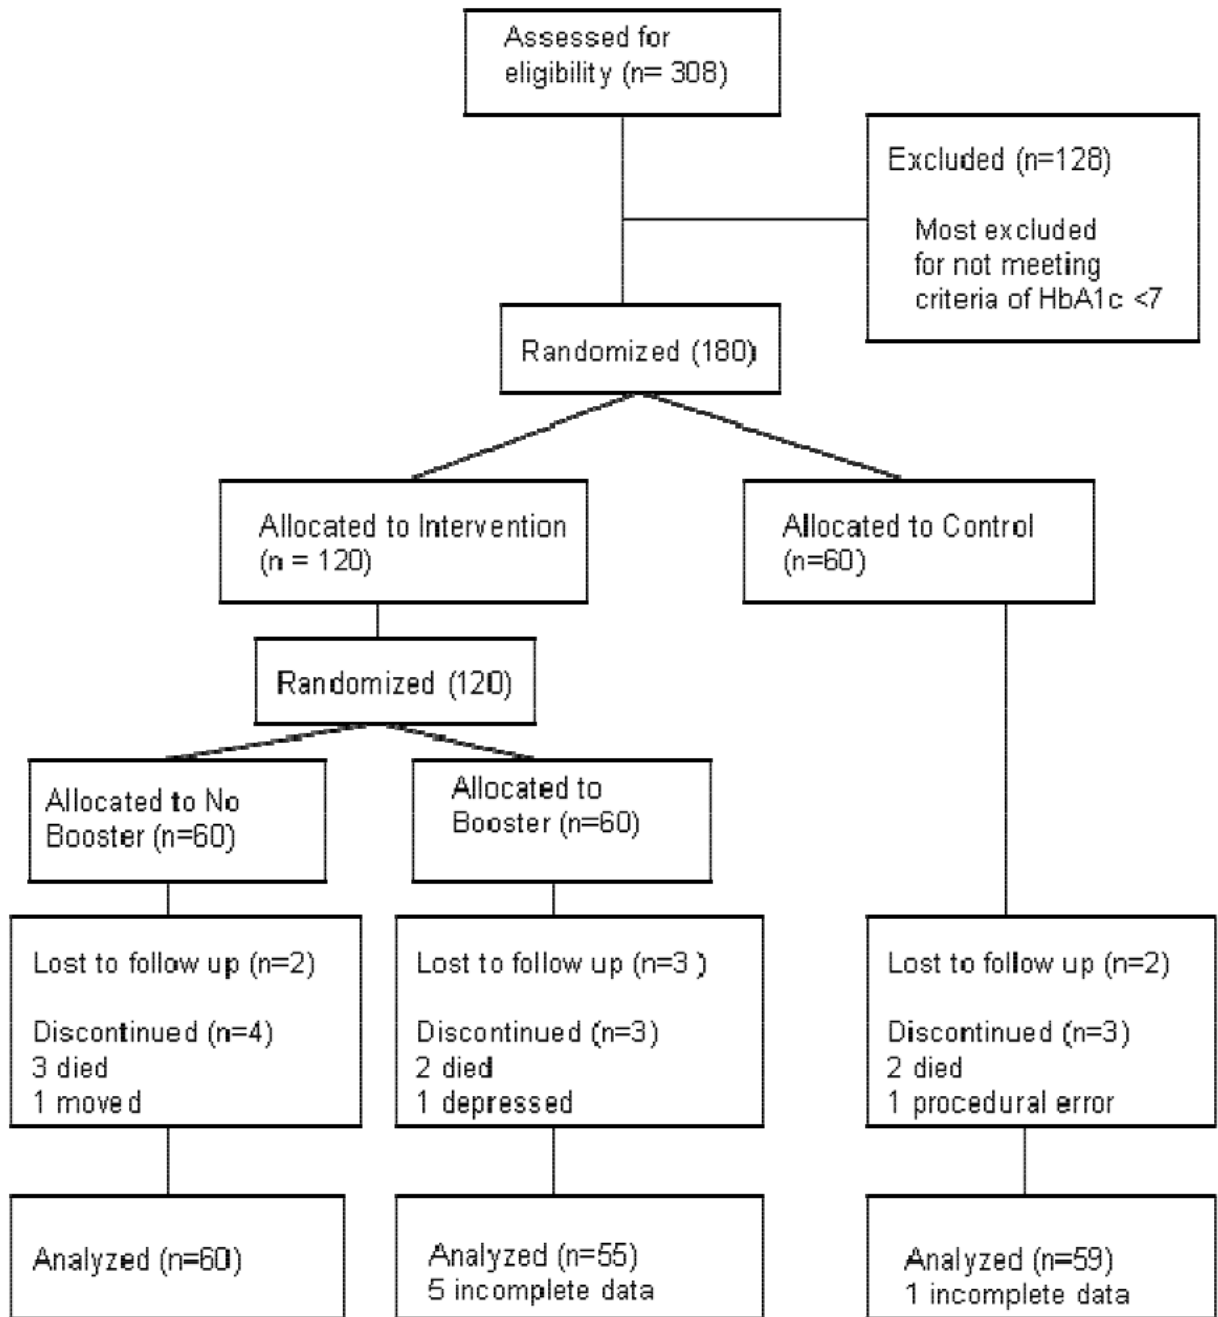 Assessed for
eligibility (n= 308)
Excluded (n=128)
Most excluded
for not meeting
criteria of HbA1c <7
Randomized (180)
Allocated to Intervention
(n = 120)
Allocated to Control
(n=60)
Randomized (120)
Allocated to No
Booster (n=60)
Allocated to
Booster (n=60)
Lost to follow up (n=2)
Discontinued (n=4)
3 died
1 moved
Lost to follow up (n=3 )
Discontinued (n=3)
2 died
1 depressed
Lost to follow up (n=2)
Discontinued (n=3)
2 died
1 procedural error
Analyzed (n=60)
Analyzed (n=55)
5 incomplete data
Analyzed (n=59)
1 incomplete data